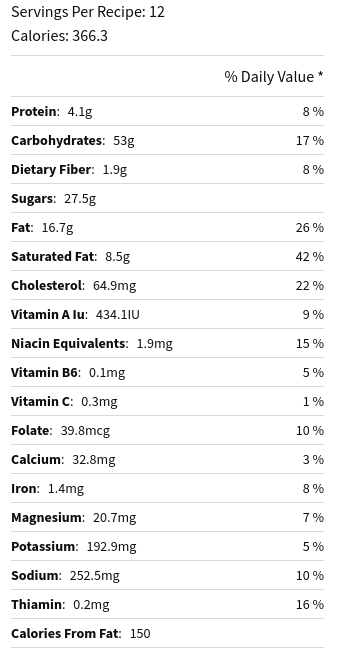 Servings Per Recipe: 12
Calories: 366.3
% Daily Value *
Protein: 4.1g 8 %
Carbohydrates: 53g 17 %
Dietary Fiber: 1.9g 8 %
Sugars: 27.5g
Fat: 16.7g 26 %
Saturated Fat: 8.5g 42 %
Cholesterol: 64.9mg 22 %
Vitamin A Iu: 434.1IU 9 %
Niacin Equivalents: 1.9mg 15 %
Vitamin B6: 0.1mg 5 %
Vitamin C: 0.3mg 1 %
Folate: 39.8mcg 10 %
Calcium: 32.8mg 3 %
Iron: 1.4mg 8 %
Magnesium: 20.7mg 7 %
Potassium: 192.9mg 5 %
Sodium: 252.5mg 10 %
Thiamin: 0.2mg 16 %
Calories From Fat: 150